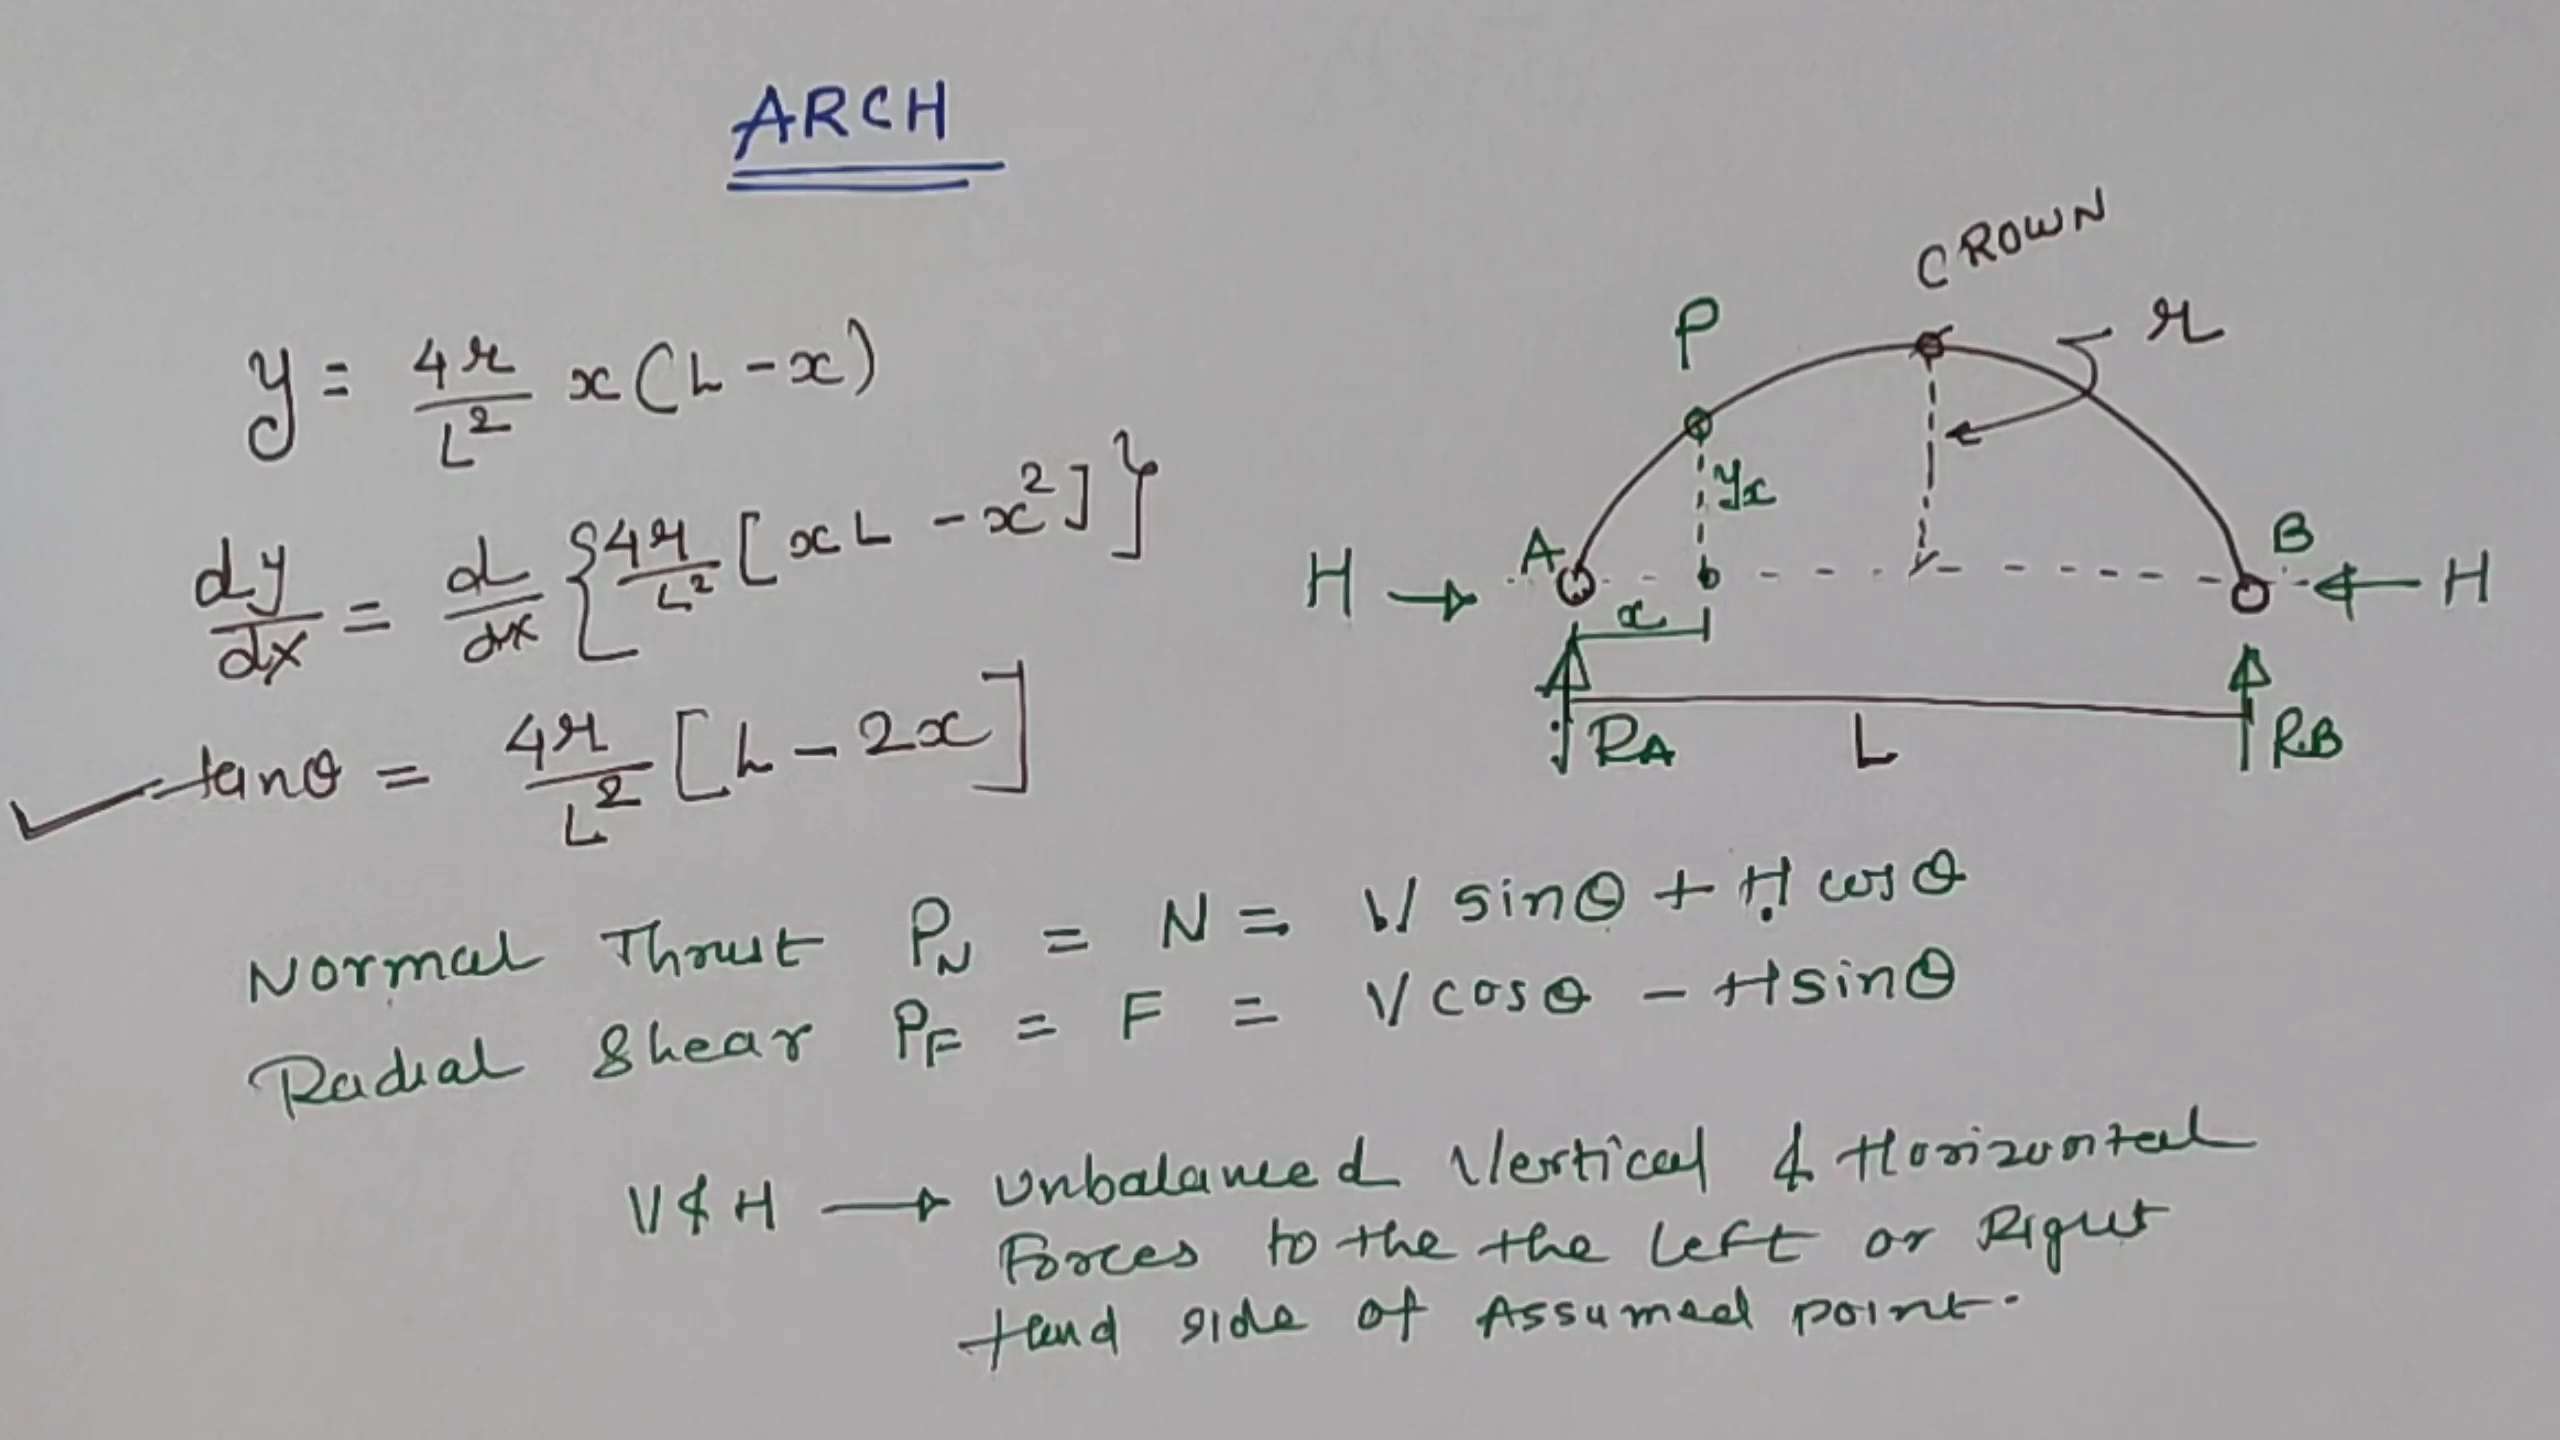 ARCH
y = 4r/L² x(L-x)
dy/dx = d/dx {4r/L² [xL - x²]}
tanθ = 4r/L² [L - 2x]
CROWN
r
P
yx
A
B
H
H
x
RA
L
RB
Normal Thrust PN = N = V sinθ + H cosθ
Radial Shear PF = F = V cosθ - H sinθ
V & H → Unbalanced Vertical & Horizontal
Forces to the the Left or Right
Hand side of Assumed point.